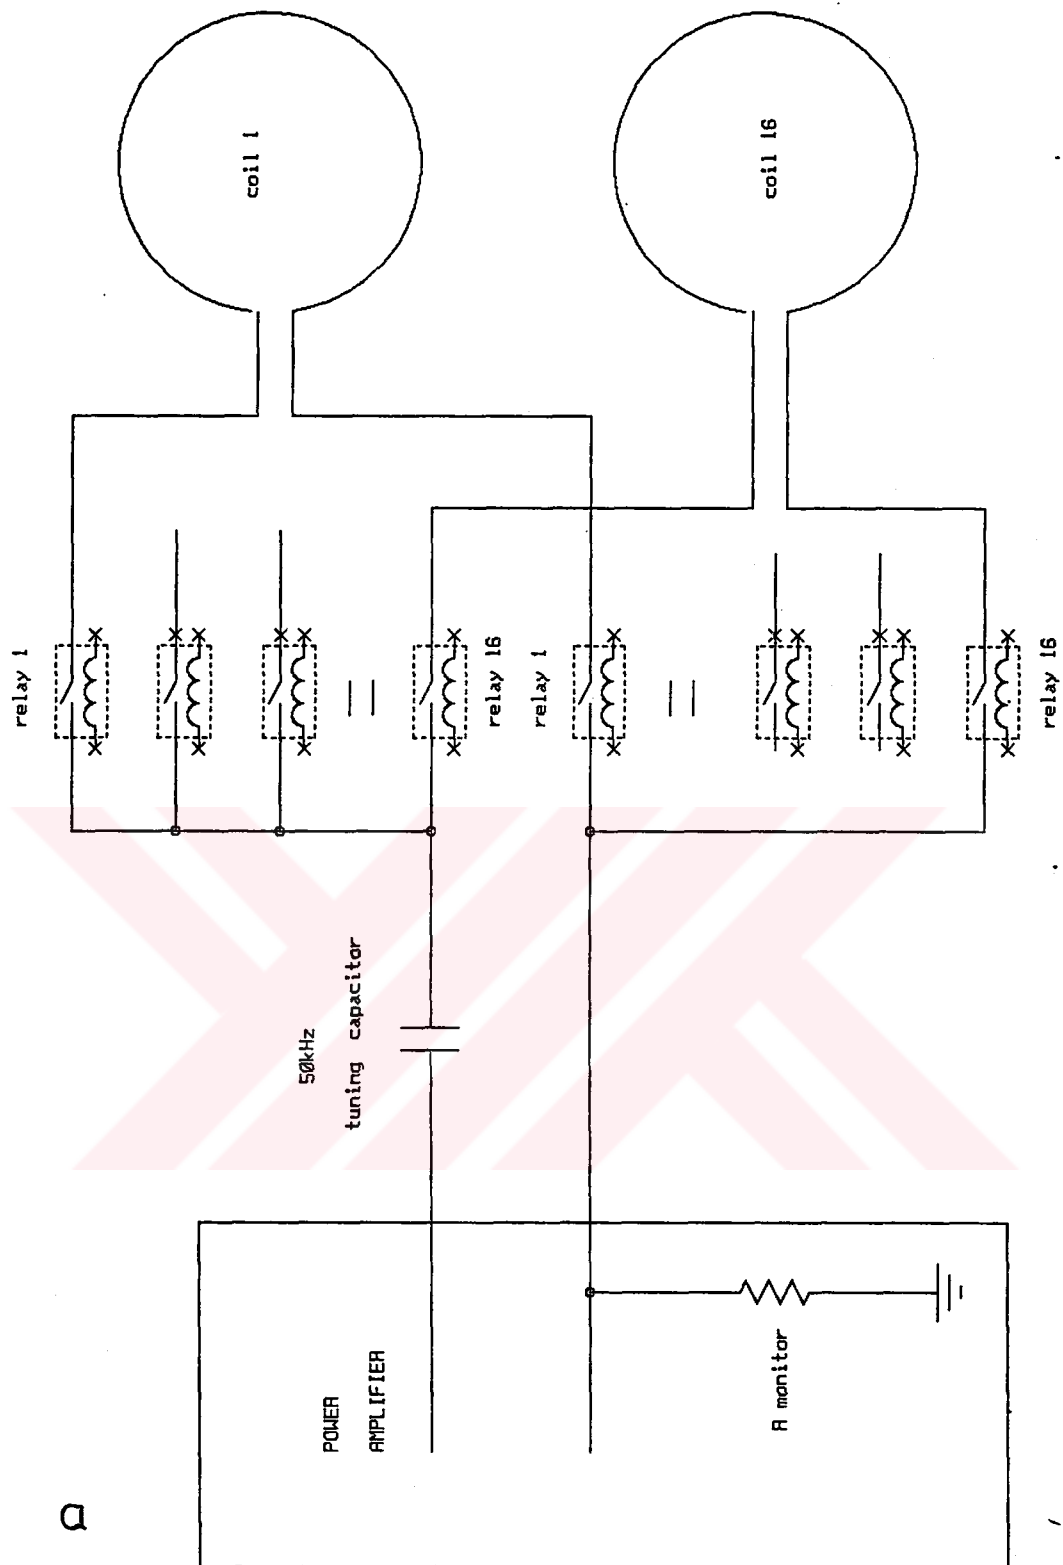 a
POWER
AMPLIFIER
R monitor
50kHz
tuning capacitor
relay 1
relay 16
relay 1
relay 16
coil 1
coil 16